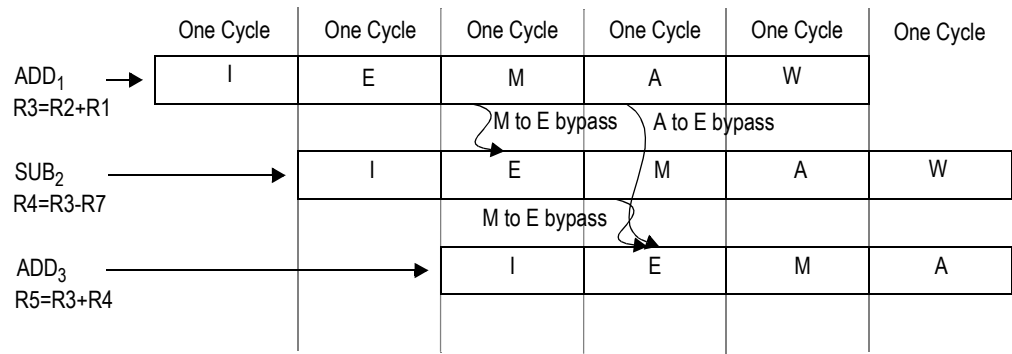 One Cycle One Cycle One Cycle One Cycle One Cycle One Cycle
ADD1 I E M A W
R3=R2+R1
M to E bypass A to E bypass
SUB2 I E M A W
R4=R3-R7
M to E bypass
ADD3 I E M A
R5=R3+R4